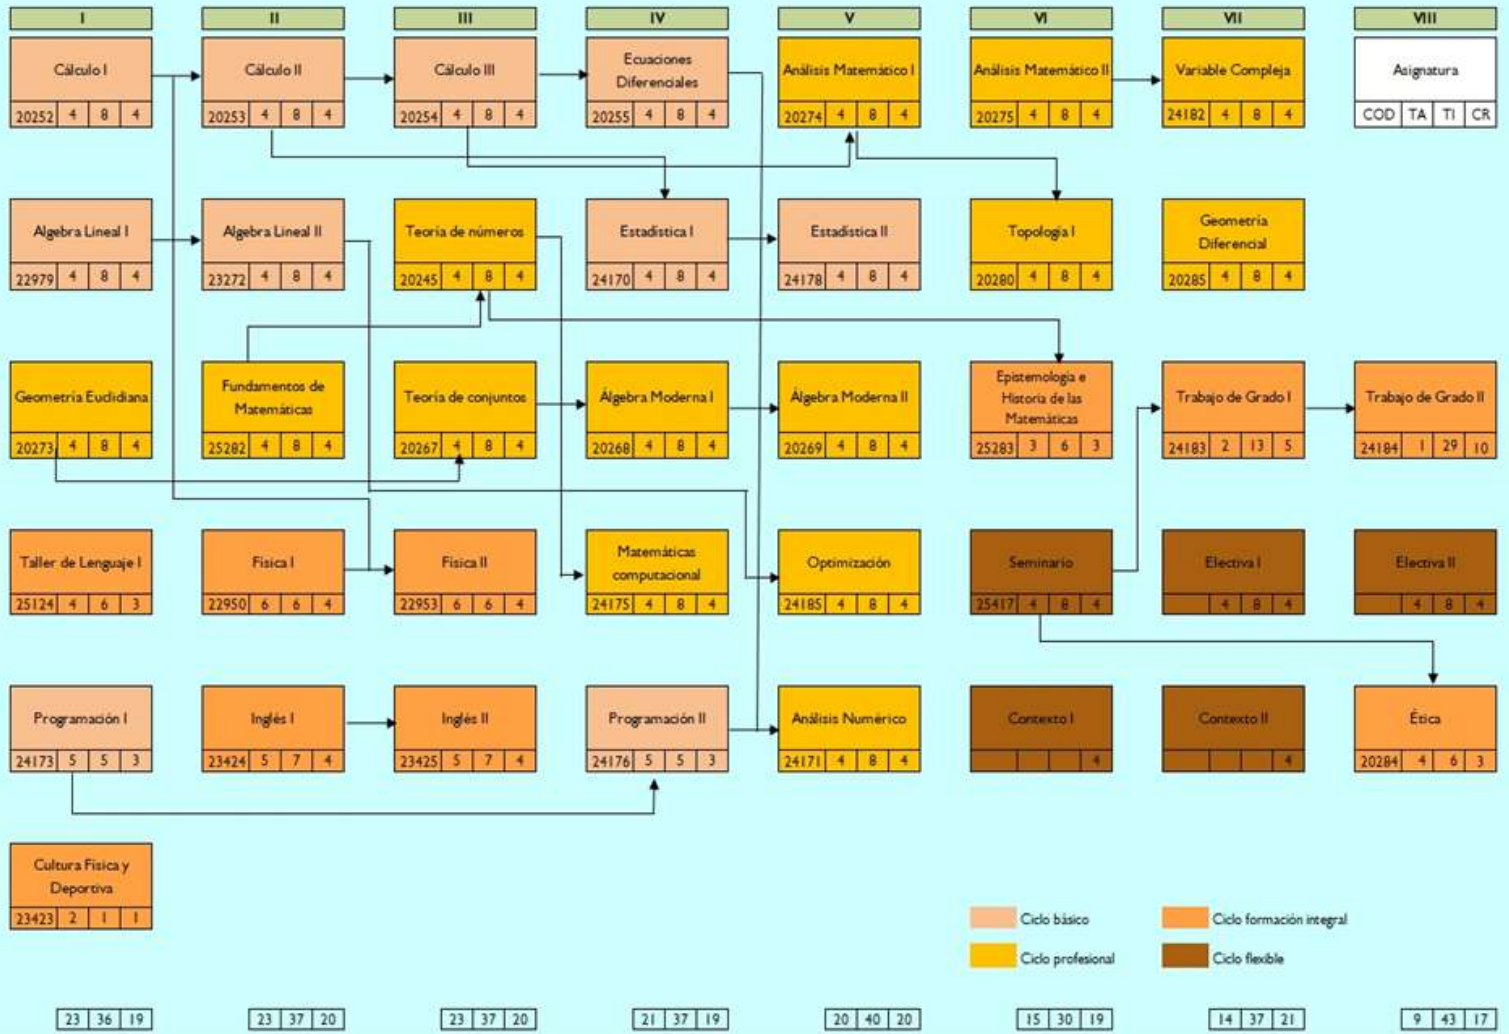 I II III IV V VI VII VIII
Cálculo I
20252 4 8 4
Cálculo II
20253 4 8 4
Cálculo III
20254 4 8 4
Ecuaciones
Diferenciales
20255 4 8 4
Análisis Matemático I
20274 4 8 4
Análisis Matemático II
20275 4 8 4
Variable Compleja
24182 4 8 4
Asignatura
COD TA TI CR
Algebra Lineal I
22979 4 8 4
Algebra Lineal II
23272 4 8 4
Teoría de números
20245 4 8 4
Estadística I
24170 4 8 4
Estadística II
24178 4 8 4
Topología I
20280 4 8 4
Geometría
Diferencial
20285 4 8 4
Geometría Euclidiana
20273 4 8 4
Fundamentos de
Matemáticas
25282 4 8 4
Teoría de conjuntos
20267 4 8 4
Álgebra Moderna I
20268 4 8 4
Álgebra Moderna II
20269 4 8 4
Epistemología e
Historia de las
Matemáticas
25283 3 6 3
Trabajo de Grado I
24183 2 13 5
Trabajo de Grado II
24184 1 29 10
Taller de Lenguaje I
25124 4 6 3
Física I
22950 6 6 4
Física II
22953 6 6 4
Matemáticas
computacional
24175 4 8 4
Optimización
24185 4 8 4
Seminario
25417 4 8 4
Electiva I
4 8 4
Electiva II
4 8 4
Programación I
24173 5 5 3
Inglés I
23424 5 7 4
Inglés II
23425 5 7 4
Programación II
24176 5 5 3
Análisis Numérico
24171 4 8 4
Contexto I
4
Contexto II
4
Ética
20284 4 6 3
Cultura Física y
Deportiva
23423 2 1 1
Ciclo básico
Ciclo formación integral
Ciclo profesional
Ciclo flexible
23 36 19
23 37 20
23 37 20
21 37 19
20 40 20
15 30 19
14 37 21
9 43 17